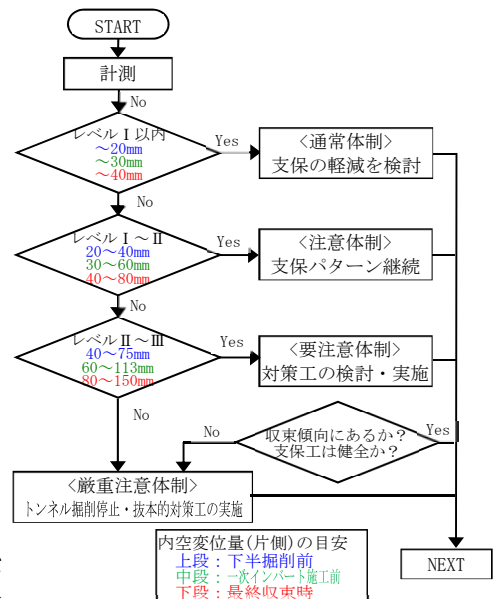 START
計測
No
レベルⅠ以内
～20mm
～30mm
～40mm
Yes
<通常体制>
支保の軽減を検討
No
レベルⅠ～Ⅱ
20～40mm
30～60mm
40～80mm
Yes
<注意体制>
支保パターン継続
No
レベルⅡ～Ⅲ
40～75mm
60～113mm
80～150mm
Yes
<要注意体制>
対策工の検討・実施
No
No
収束傾向にあるか?
支保工は健全か?
Yes
<厳重注意体制>
トンネル掘削停止・抜本的対策工の実施
内空変位量(片側)の目安
上段：下半掘削前
中段：一次インバート施工前
下段：最終収束時
NEXT